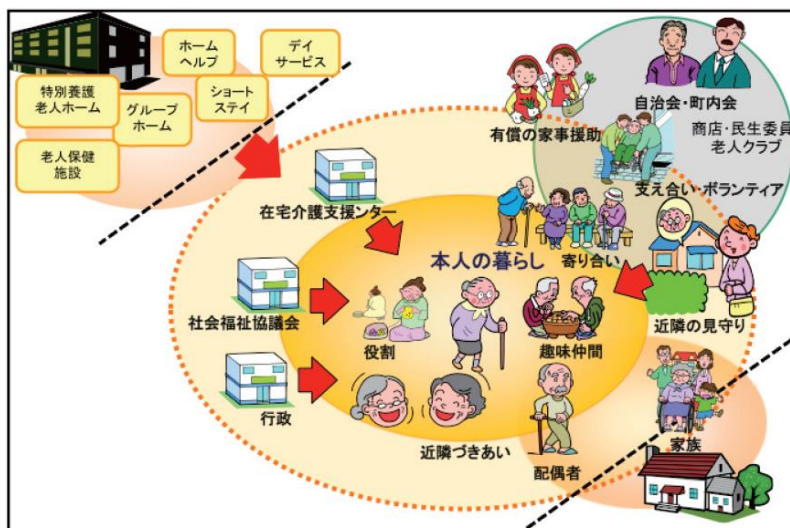 ホーム
ヘルプ
デイ
サービス
特別養護
老人ホーム
グループ
ホーム
ショート
ステイ
老人保健
施設
有償の家事援助
自治会・町内会
商店・民生委員
老人クラブ
支え合い・ボランティア
在宅介護支援ンター
本人の暮らし
寄り合い
社会福祉協議会
役割
趣味仲間
近隣の見守り
行政
近隣づきあい
配偶者
家族